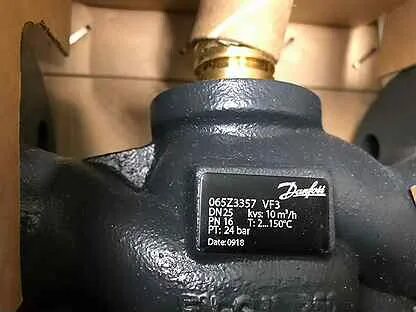 Danfoss
065Z3357 VF3
DN25 kvs: 10 m³/h
PN 16 T: 2...150°C
PT: 24 bar
Date: 0918